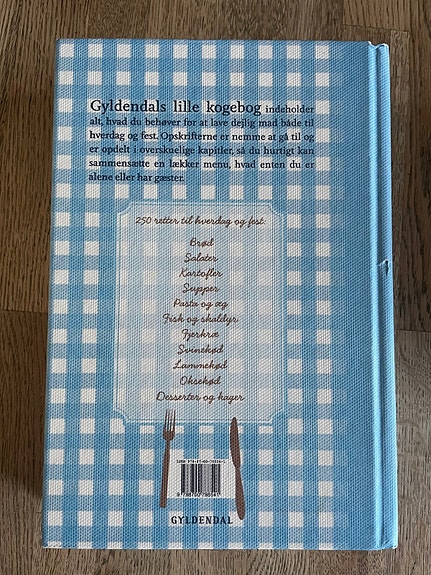 Gyldendals lille kogebog indeholder
alt, hvad du behøver for at lave dejlig mad både til
hverdag og fest. Opskrifterne er nemme at gå til og
er opdelt i overskuelige kapitler, så du hurtigt kan
sammensætte en lækker menu, hvad enten du er
alene eller har gæster.
250 retter til hverdag og fest:
Brød
Salater
Kartofler
Supper
Pasta og æg
Fisk og skaldyr
Fjerkræ
Svinekød
Lammekød
Oksekød
Desserter og kager
GYLDENDAL